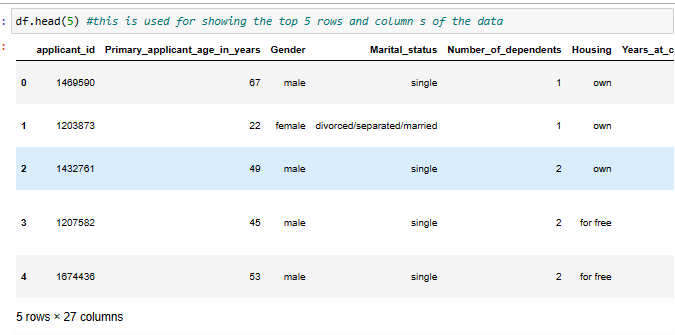 : df.head(5) #this is used for showing the top 5 rows and column s of the data
:
applicant_id Primary_applicant_age_in_years Gender Marital_status Number_of_dependents Housing Years_at_c
0 1469590 67 male single 1 own
1 1203873 22 female divorced/separated/married 1 own
2 1432761 49 male single 2 own
3 1207582 45 male single 2 for free
4 1674436 53 male single 2 for free
5 rows × 27 columns